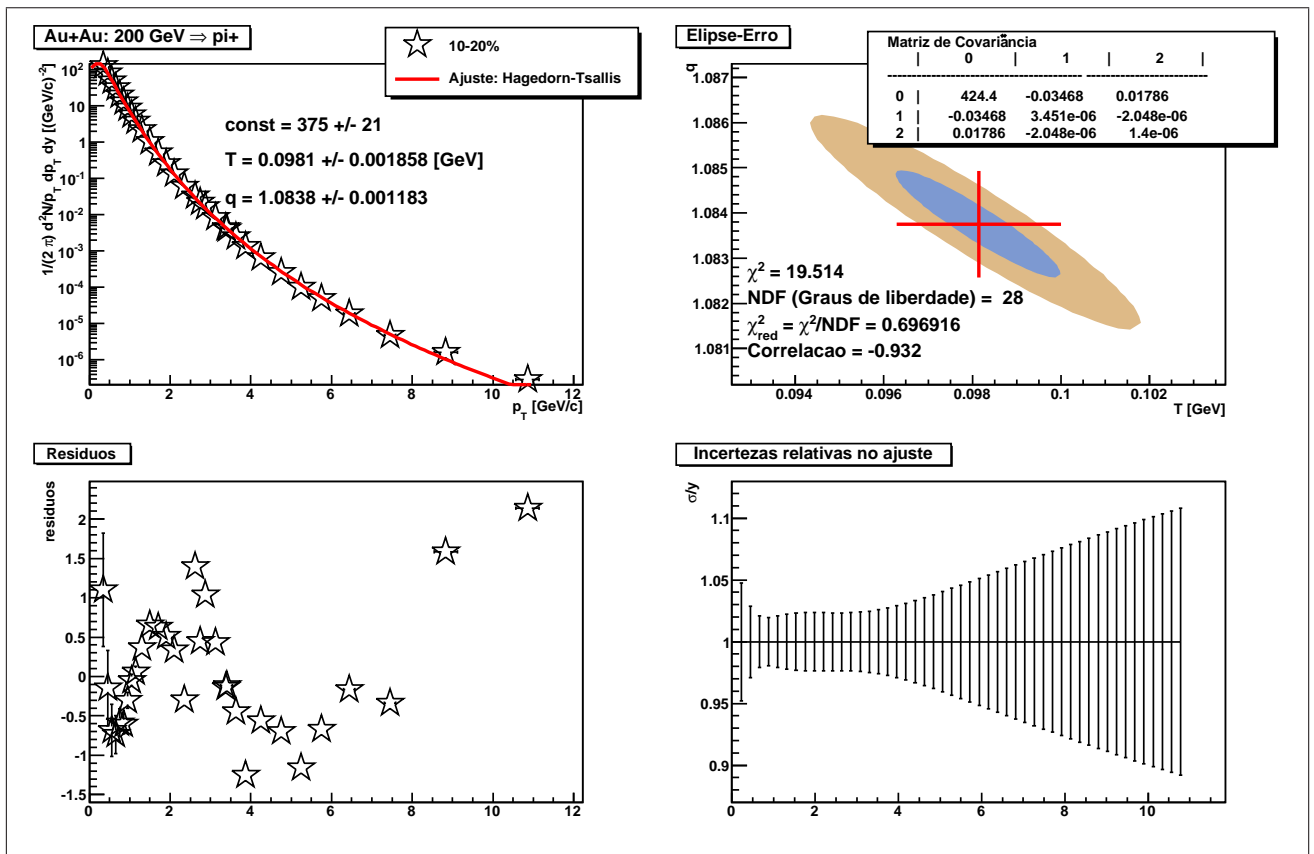 Au+Au: 200 GeV ⇒ pi+
10-20%
Ajuste: Hagedorn-Tsallis
const = 375 +/- 21
T = 0.0981 +/- 0.001858 [GeV]
q = 1.0838 +/- 0.001183
1/(2 π) d²N/p_T dp_T dy [(GeV/c)⁻²]
10²
10
1
10⁻¹
10⁻²
10⁻³
10⁻⁴
10⁻⁵
10⁻⁶
0 2 4 6 8 10 12
p_T [GeV/c]
Elipse-Erro
Matriz de Covariância
| 0 | 1 | 2 |
0 | 424.4 -0.03468 0.01786
1 | -0.03468 3.451e-06 -2.048e-06
2 | 0.01786 -2.048e-06 1.4e-06
q
1.087
1.086
1.085
1.084
1.083
1.082
1.081
χ² = 19.514
NDF (Graus de liberdade) = 28
χ²_red = χ²/NDF = 0.696916
Correlacao = -0.932
0.094 0.096 0.098 0.1 0.102
T [GeV]
Residuos
residuos
2
1.5
1
0.5
0
-0.5
-1
-1.5
0 2 4 6 8 10 12
Incertezas relativas no ajuste
σ/y
1.1
1.05
1
0.95
0.9
0 2 4 6 8 10